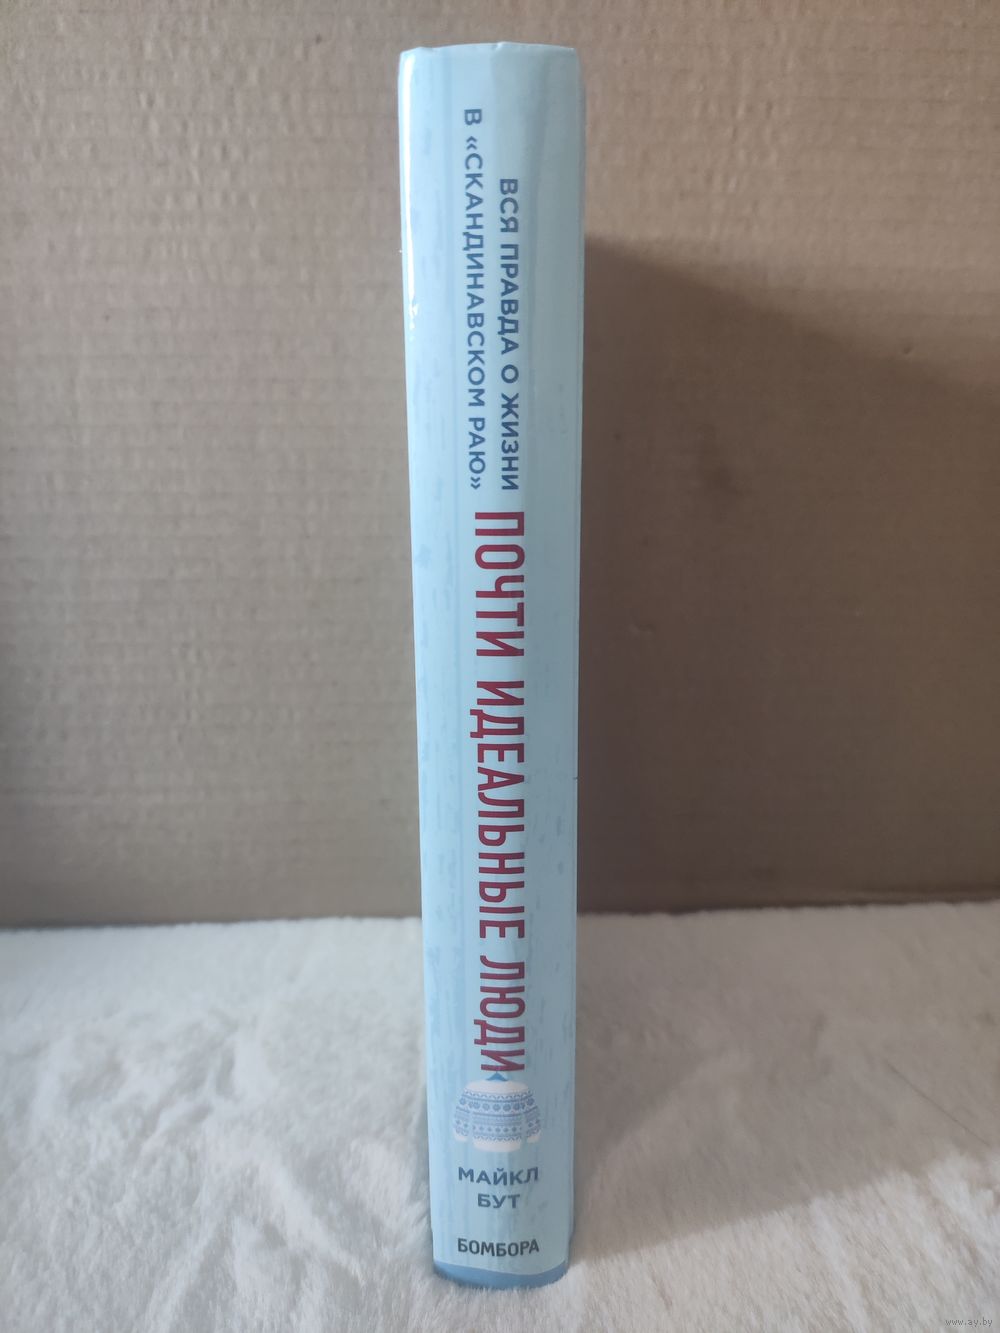 ВСЯ ПРАВДА О ЖИЗНИ
В «СКАНДИНАВСКОМ РАЮ»
ПОЧТИ ИДЕАЛЬНЫЕ ЛЮДИ
МАЙКЛ
БУТ
БОМБОРА
www.ay.by